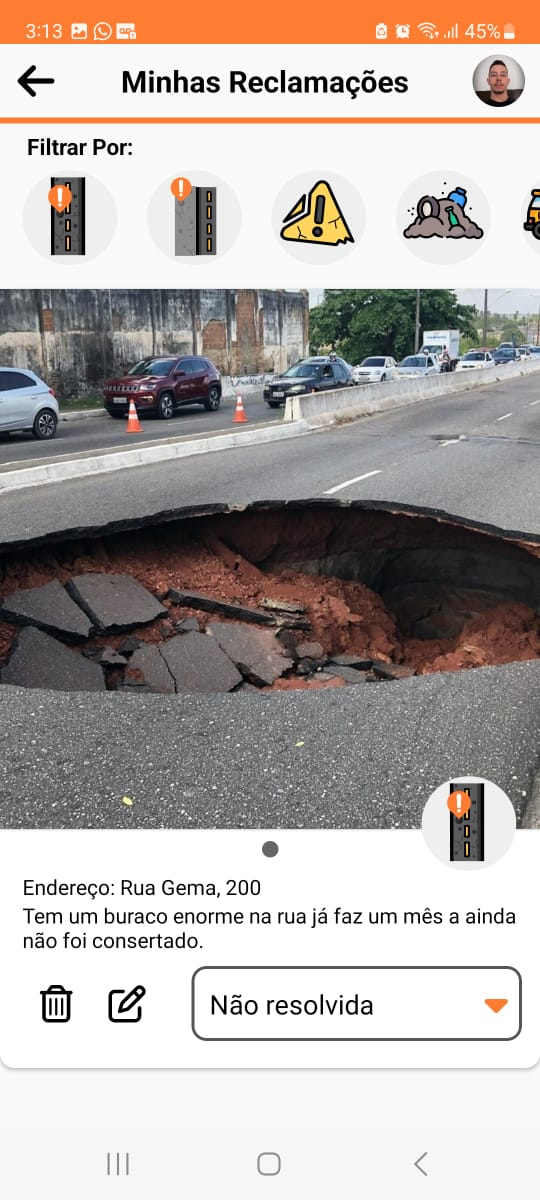 3:13
45%
Minhas Reclamações
Filtrar Por:
Endereço: Rua Gema, 200
Tem um buraco enorme na rua já faz um mês a ainda
não foi consertado.
Não resolvida